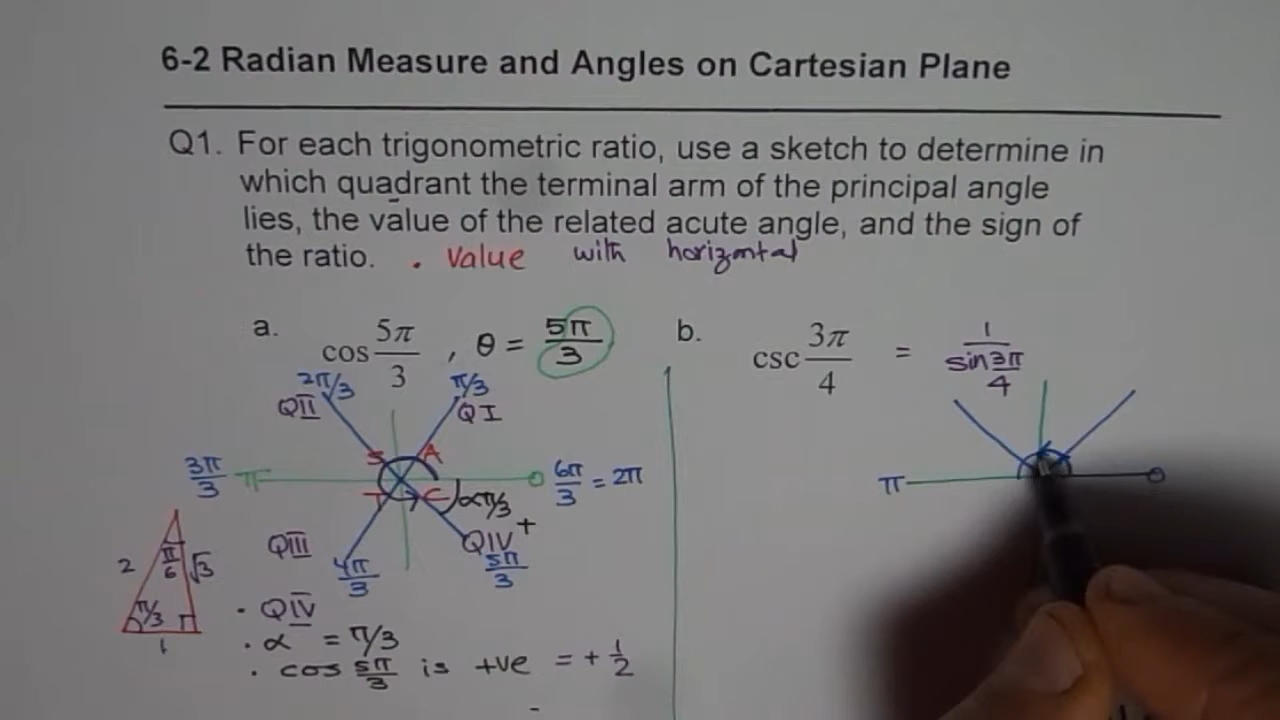 6-2 Radian Measure and Angles on Cartesian Plane
Q1. For each trigonometric ratio, use a sketch to determine in
which quadrant the terminal arm of the principal angle
lies, the value of the related acute angle, and the sign of
the ratio. . value with horizontal
a. cos 5π/3 , θ = 5π/3
2π/3 π/3
QII QI
S A
3π/3 π 0 6π/3 = 2π
T C α π/3
QIII QIV +
4π/3 5π/3
2 π/6 √3
π/3
1
· QIV
· α = π/3
· cos 5π/3 is +ve = + 1/2
b. csc 3π/4 = 1/sin 3π/4
π 0